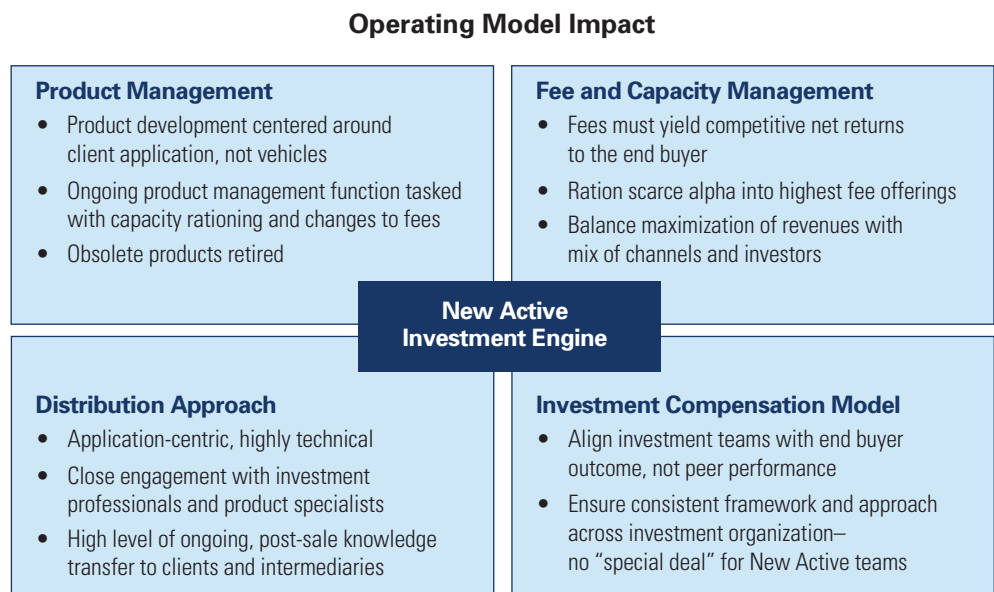 Operating Model Impact
Product Management
• Product development centered around
client application, not vehicles
• Ongoing product management function tasked
with capacity rationing and changes to fees
• Obsolete products retired
Fee and Capacity Management
• Fees must yield competitive net returns
to the end buyer
• Ration scarce alpha into highest fee offerings
• Balance maximization of revenues with
mix of channels and investors
New Active
Investment Engine
Distribution Approach
• Application-centric, highly technical
• Close engagement with investment
professionals and product specialists
• High level of ongoing, post-sale knowledge
transfer to clients and intermediaries
Investment Compensation Model
• Align investment teams with end buyer
outcome, not peer performance
• Ensure consistent framework and approach
across investment organization–
no “special deal” for New Active teams